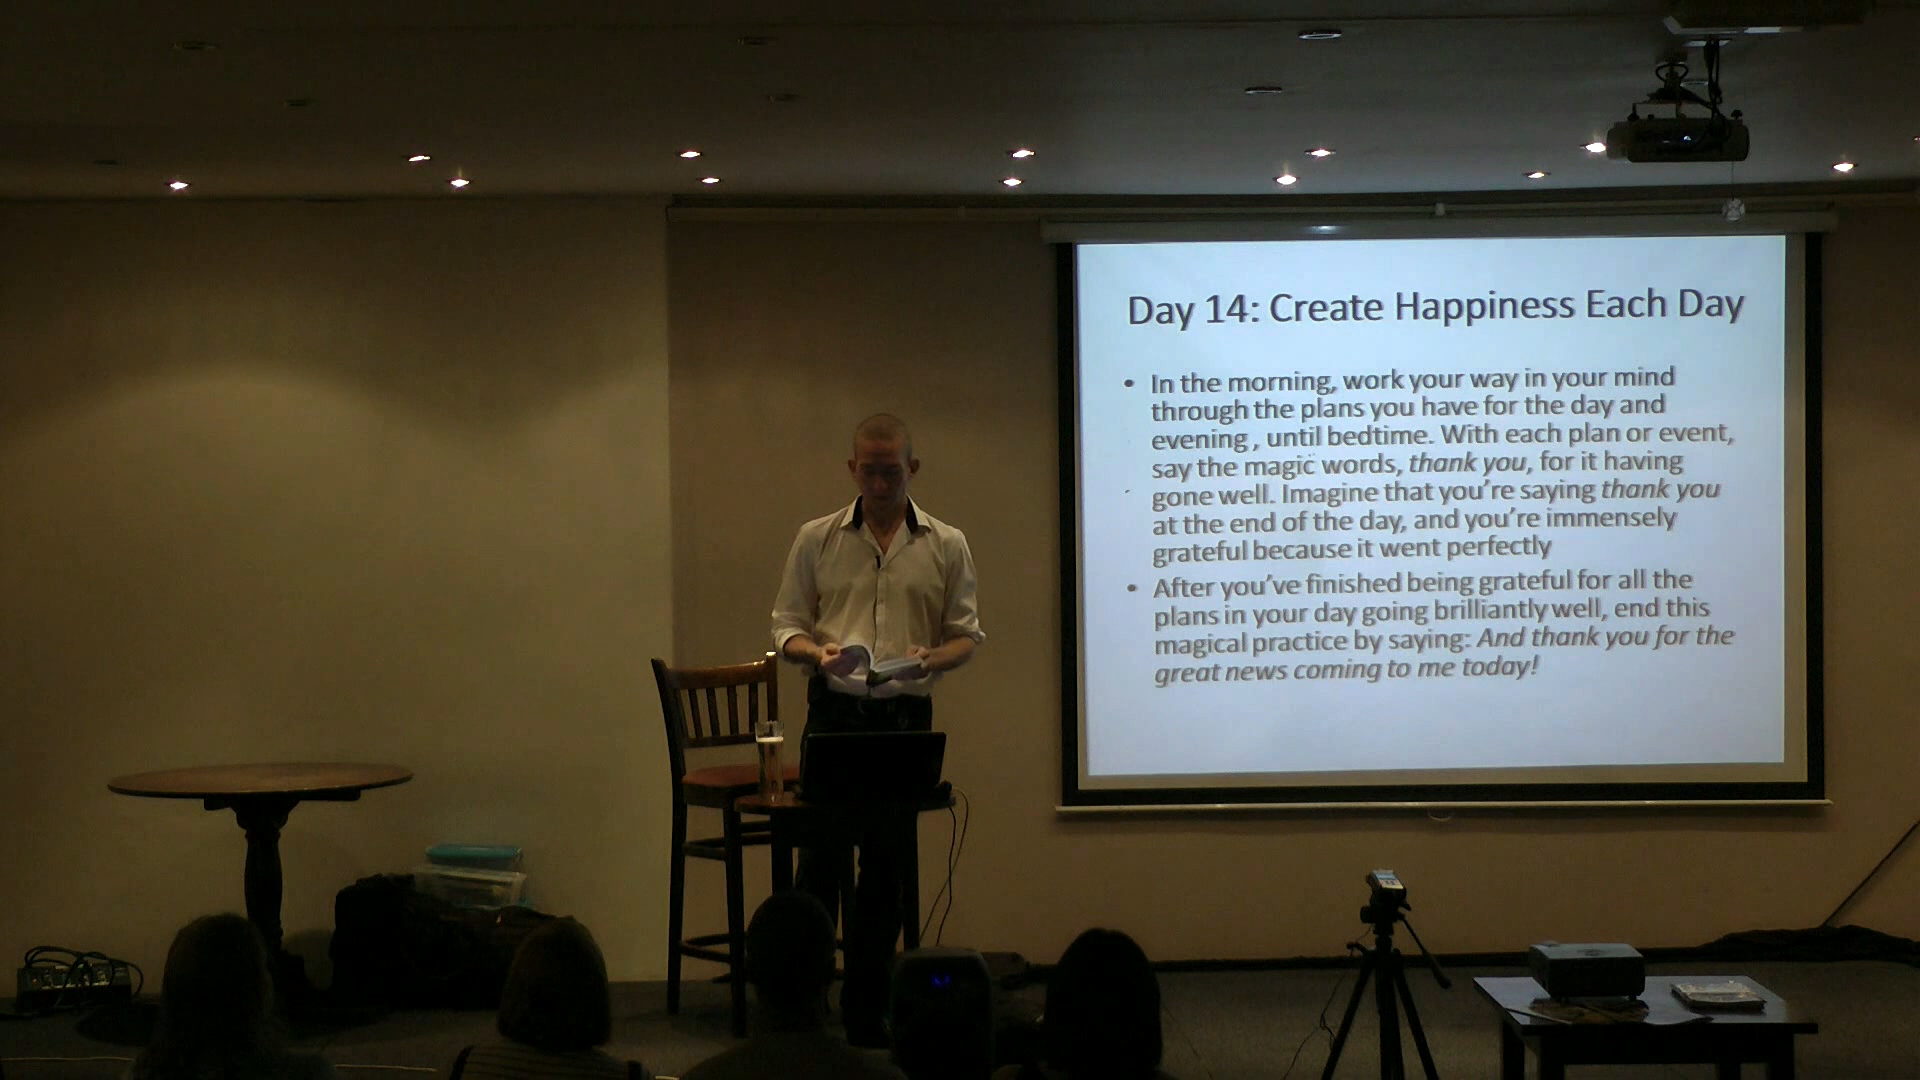 Day 14: Create Happiness Each Day
• In the morning, work your way in your mind
through the plans you have for the day and
evening , until bedtime. With each plan or event,
say the magic words, thank you, for it having
gone well. Imagine that you're saying thank you
at the end of the day, and you're immensely
grateful because it went perfectly
• After you've finished being grateful for all the
plans in your day going brilliantly well, end this
magical practice by saying: And thank you for the
great news coming to me today!